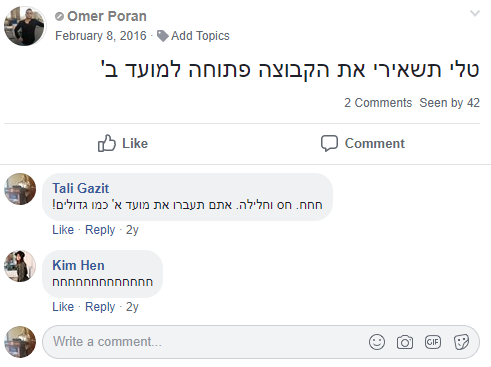 Omer Poran
February 8, 2016 · Add Topics
טלי תשאירי את הקבוצה פתוחה למועד ב'
2 Comments Seen by 42
Like Comment
Tali Gazit
חחח. חס וחלילה. אתם תעברו את מועד א' כמו גדולים!
Like · Reply · 2y
Kim Hen
חחחחחחחחחחחחח
Like · Reply · 2y
Write a comment...
GIF